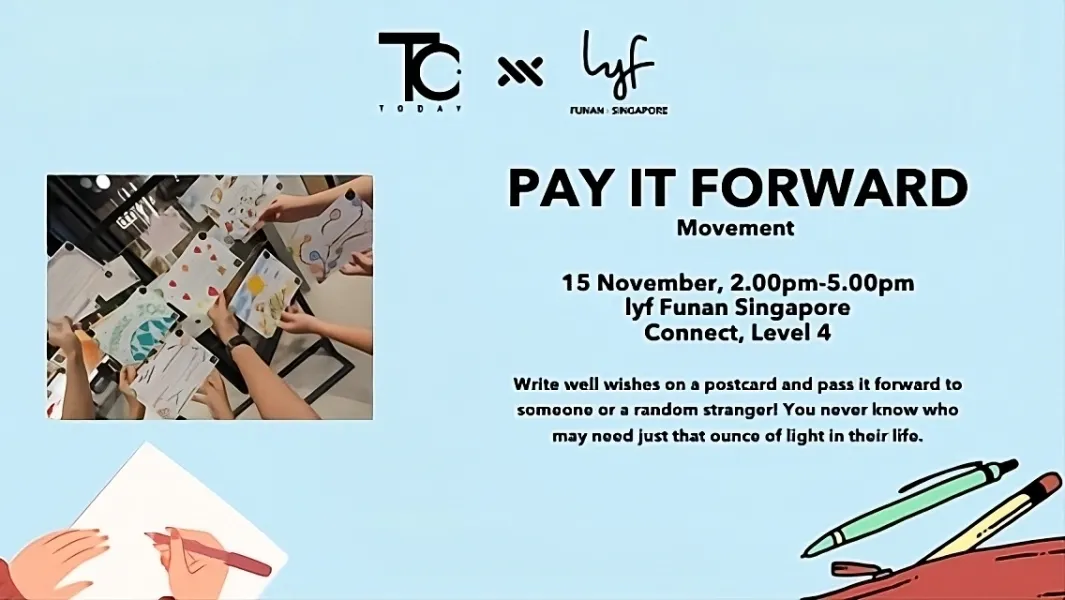 TC
TODAY
lyf
FUNAN · SINGAPORE
PAY IT FORWARD
Movement
15 November, 2.00pm-5.00pm
lyf Funan Singapore
Connect, Level 4
Write well wishes on a postcard and pass it forward to
someone or a random stranger! You never know who
may need just that ounce of light in their life.